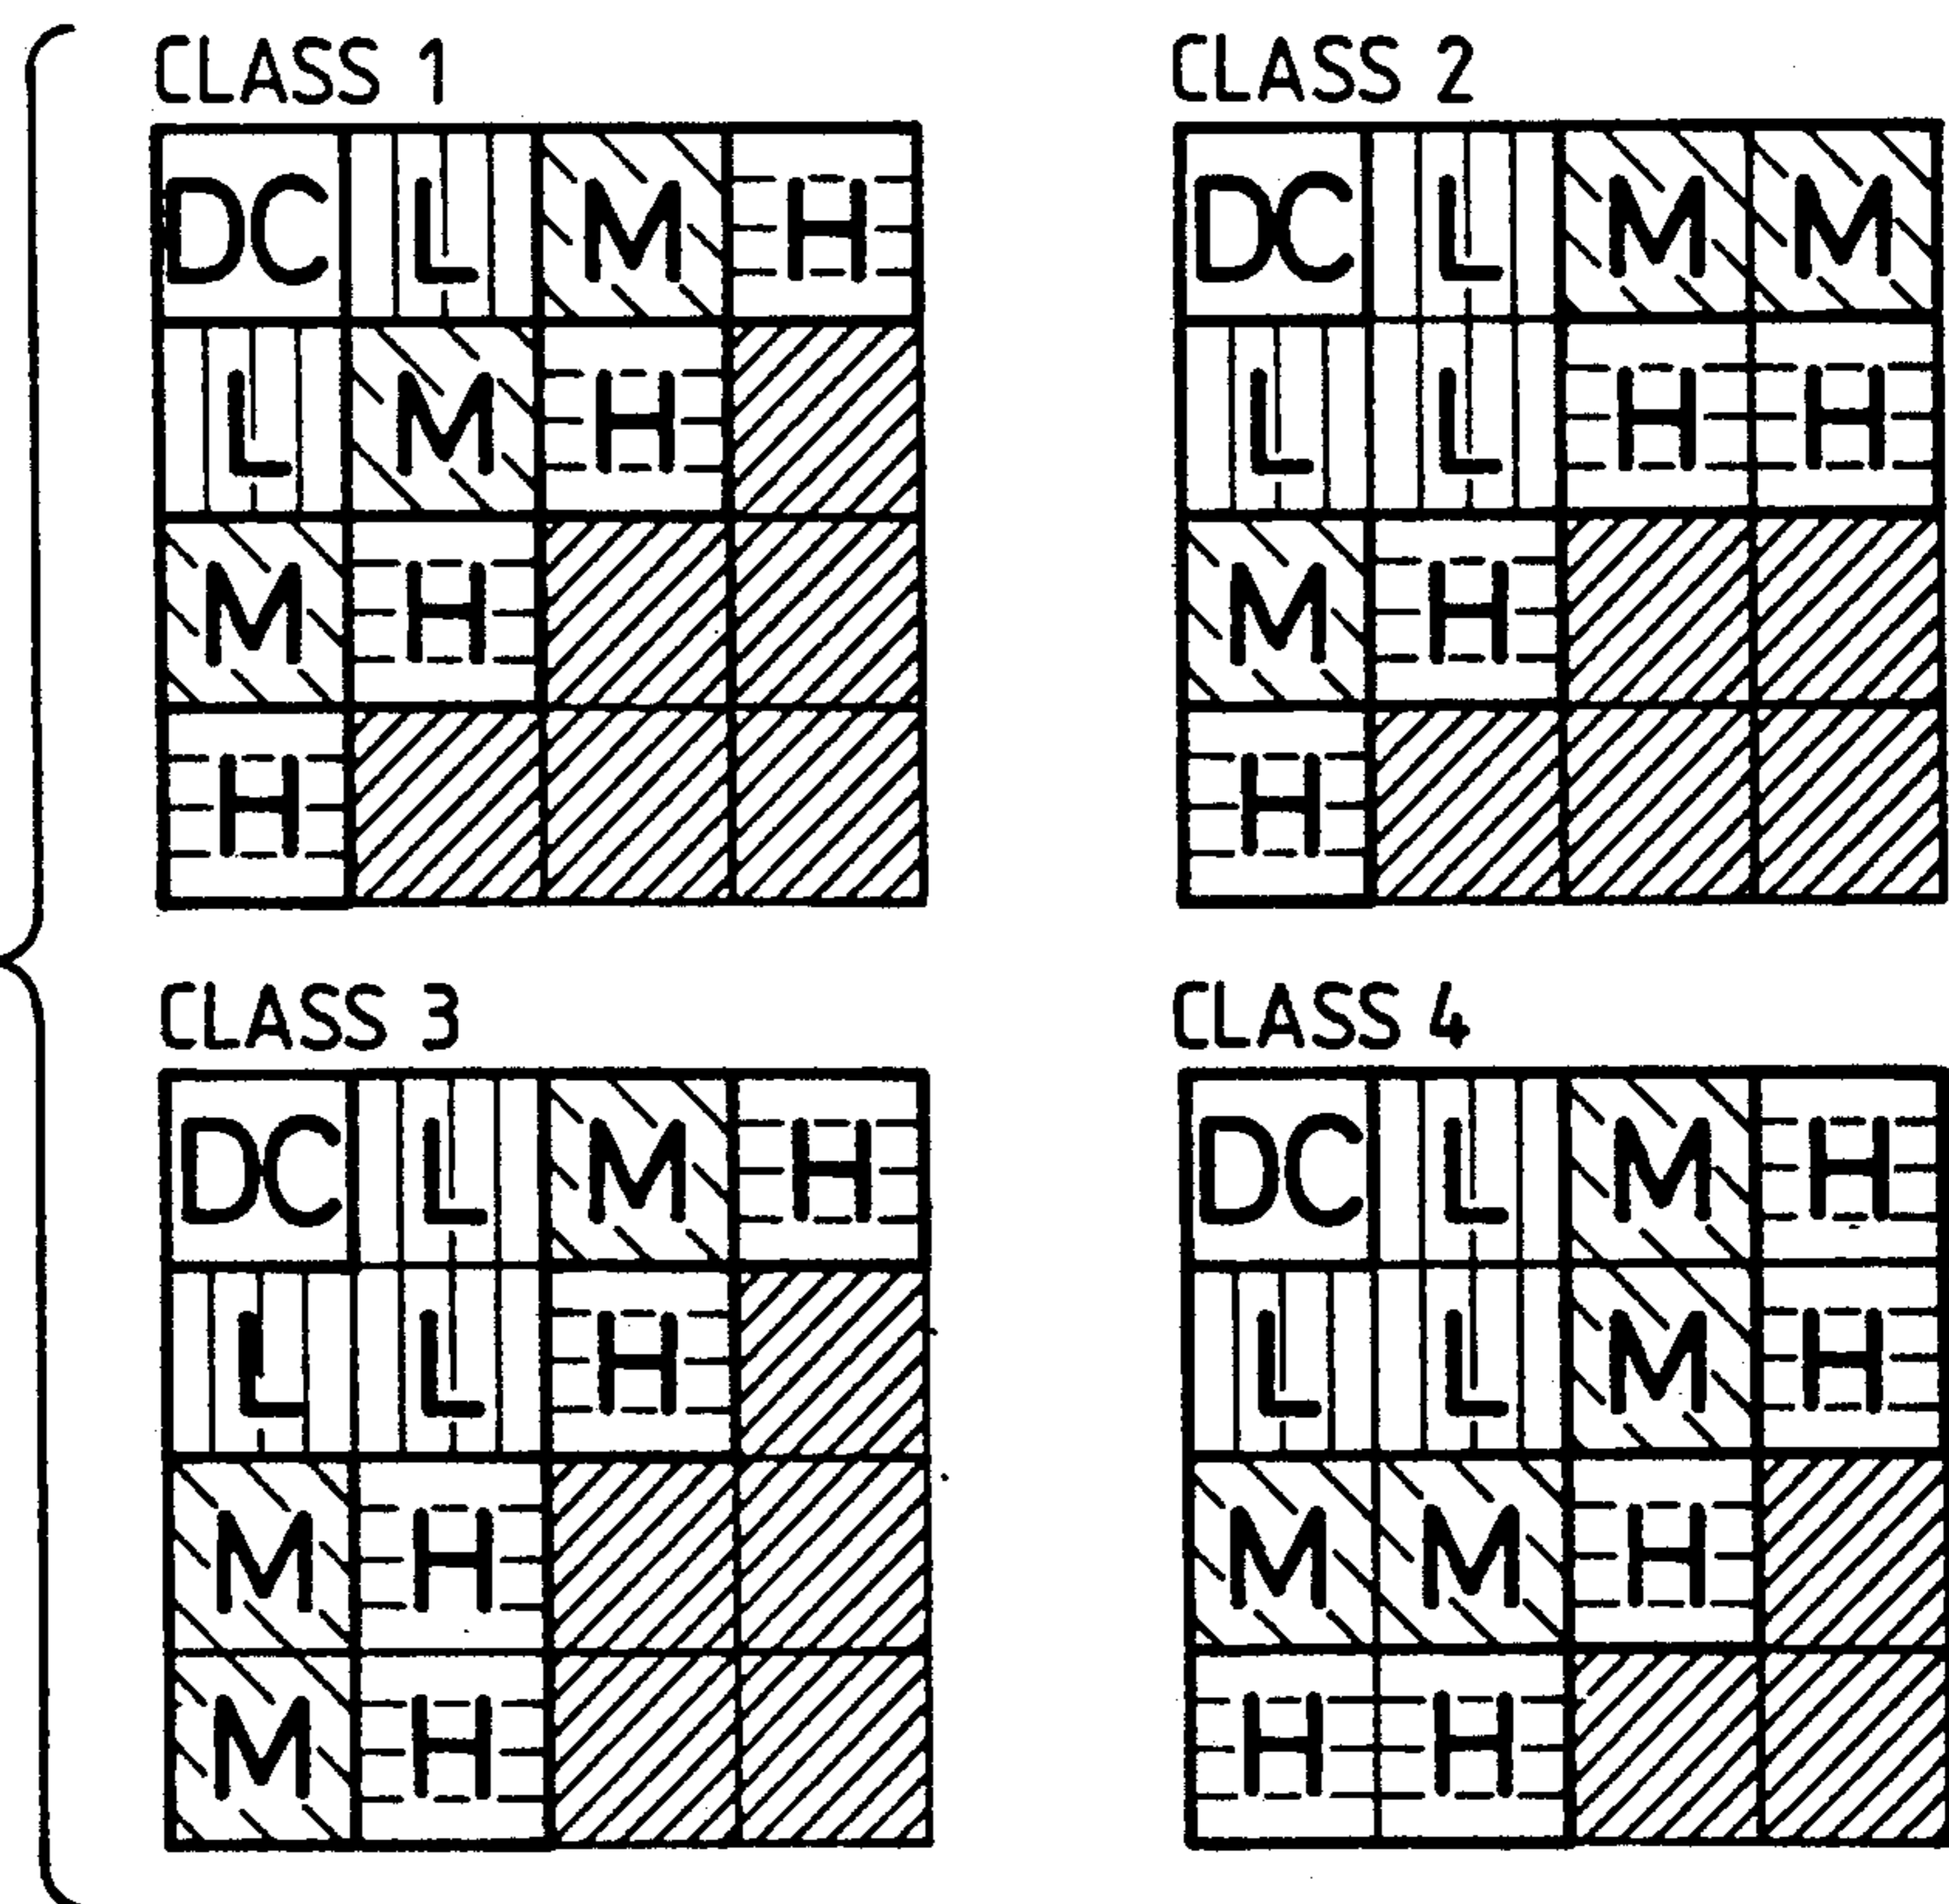 CLASS 1
DC L M H
L M H
M H
H
CLASS 2
DC L M M
L L H H
M H
H
CLASS 3
DC L M H
L L H
M H
M H
CLASS 4
DC L M H
L L M H
M M H
H H